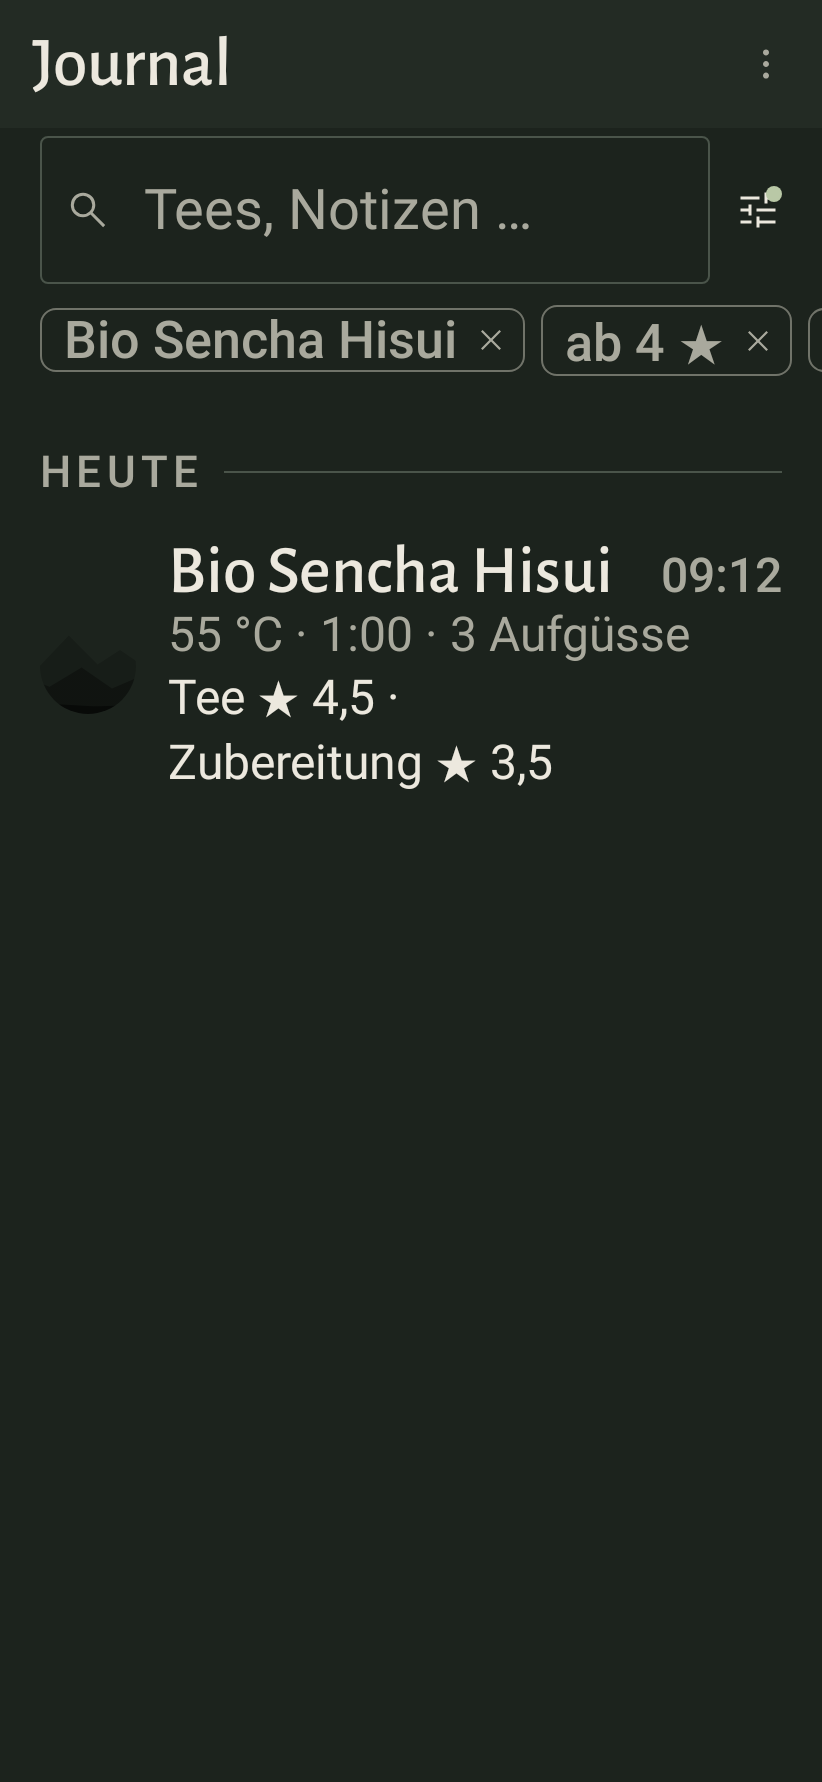 Journal
Tees, Notizen …
Bio Sencha Hisui
ab 4 ★
HEUTE
Bio Sencha Hisui 09:12
55 °C · 1:00 · 3 Aufgüsse
Tee ★ 4,5 ·
Zubereitung ★ 3,5